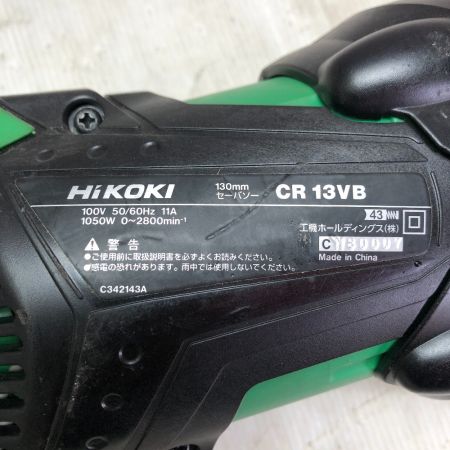 HiKOKI 130mm セーバソー CR 13VB
100V 50/60Hz 11A
1050W 0～2800min⁻¹
43
工機ホールディングス(株)
Made in China
警告
●ご使用前に取扱説明書を必ずよくお読みください。
●感電の恐れがあります。雨中では使用しないでください。
C342143A